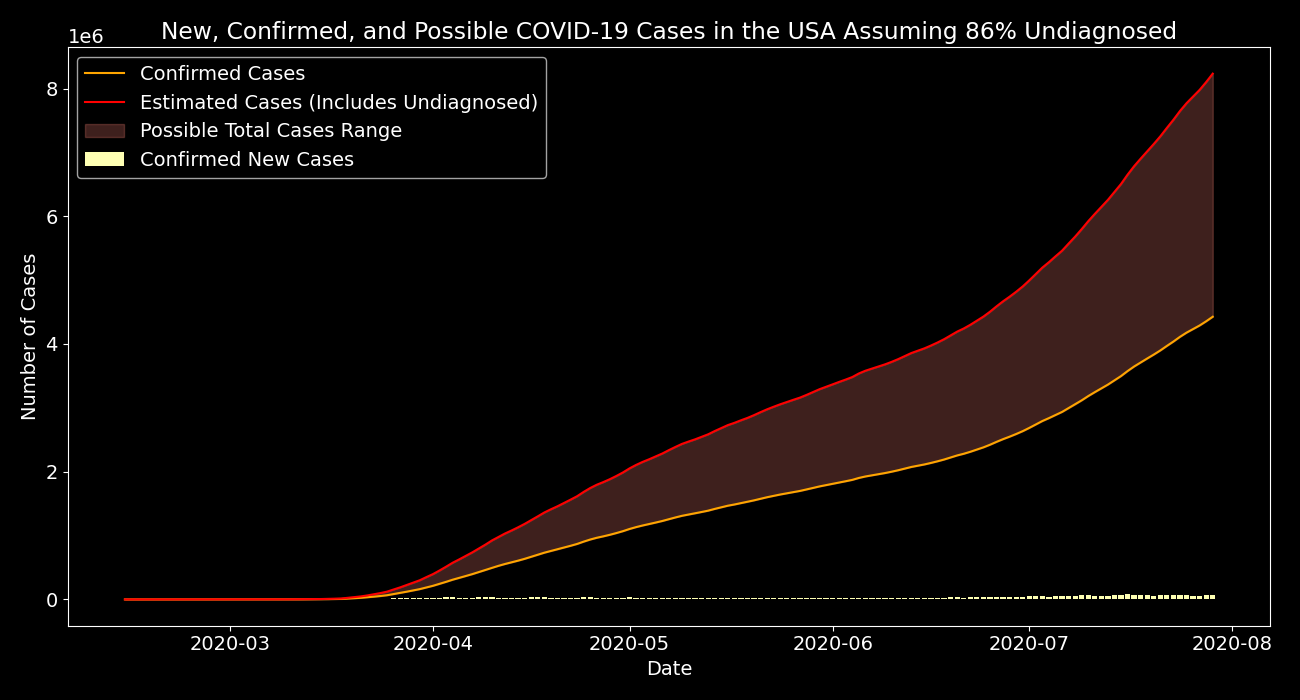 New, Confirmed, and Possible COVID-19 Cases in the USA Assuming 86% Undiagnosed
1e6
Confirmed Cases
Estimated Cases (Includes Undiagnosed)
Possible Total Cases Range
Confirmed New Cases
8
6
4
2
0
Number of Cases
2020-03 2020-04 2020-05 2020-06 2020-07 2020-08
Date